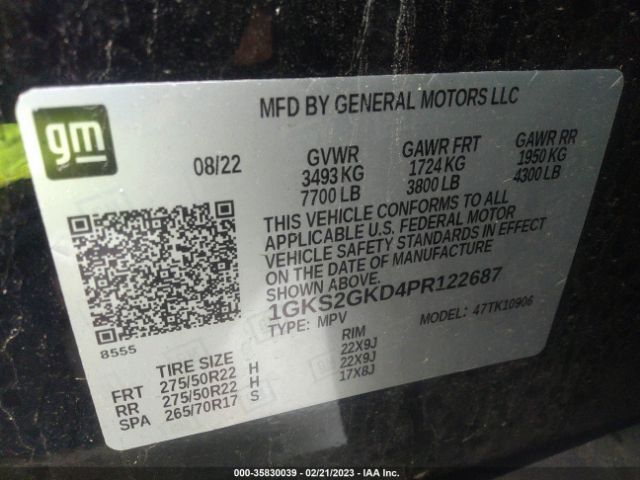 gm
MFD BY GENERAL MOTORS LLC
08/22 GVWR GAWR FRT GAWR RR
3493 KG 1724 KG 1950 KG
7700 LB 3800 LB 4300 LB
THIS VEHICLE CONFORMS TO ALL
APPLICABLE U.S. FEDERAL MOTOR
VEHICLE SAFETY STANDARDS IN EFFECT
ON THE DATE OF MANUFACTURE
SHOWN ABOVE.
1GKS2GKD4PR122687
TYPE: MPV MODEL: 47TK10906
8555
TIRE SIZE RIM
FRT 275/50R22 H 22X9J
RR 275/50R22 H 22X9J
SPA 265/70R17 S 17X8J
000-35830039 — 02/21/2023 — IAA Inc.